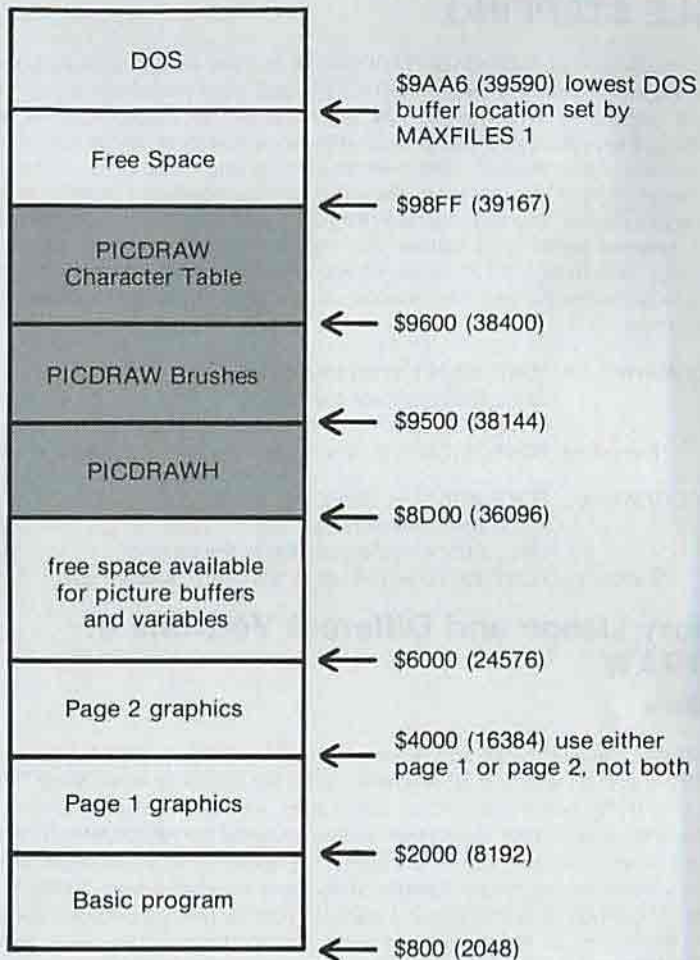 DOS
$9AA6 (39590) lowest DOS
buffer location set by
MAXFILES 1
Free Space
$98FF (39167)
PICDRAW
Character Table
$9600 (38400)
PICDRAW Brushes
$9500 (38144)
PICDRAWH
$8D00 (36096)
free space available
for picture buffers
and variables
$6000 (24576)
Page 2 graphics
$4000 (16384) use either
page 1 or page 2, not both
Page 1 graphics
$2000 (8192)
Basic program
$800 (2048)